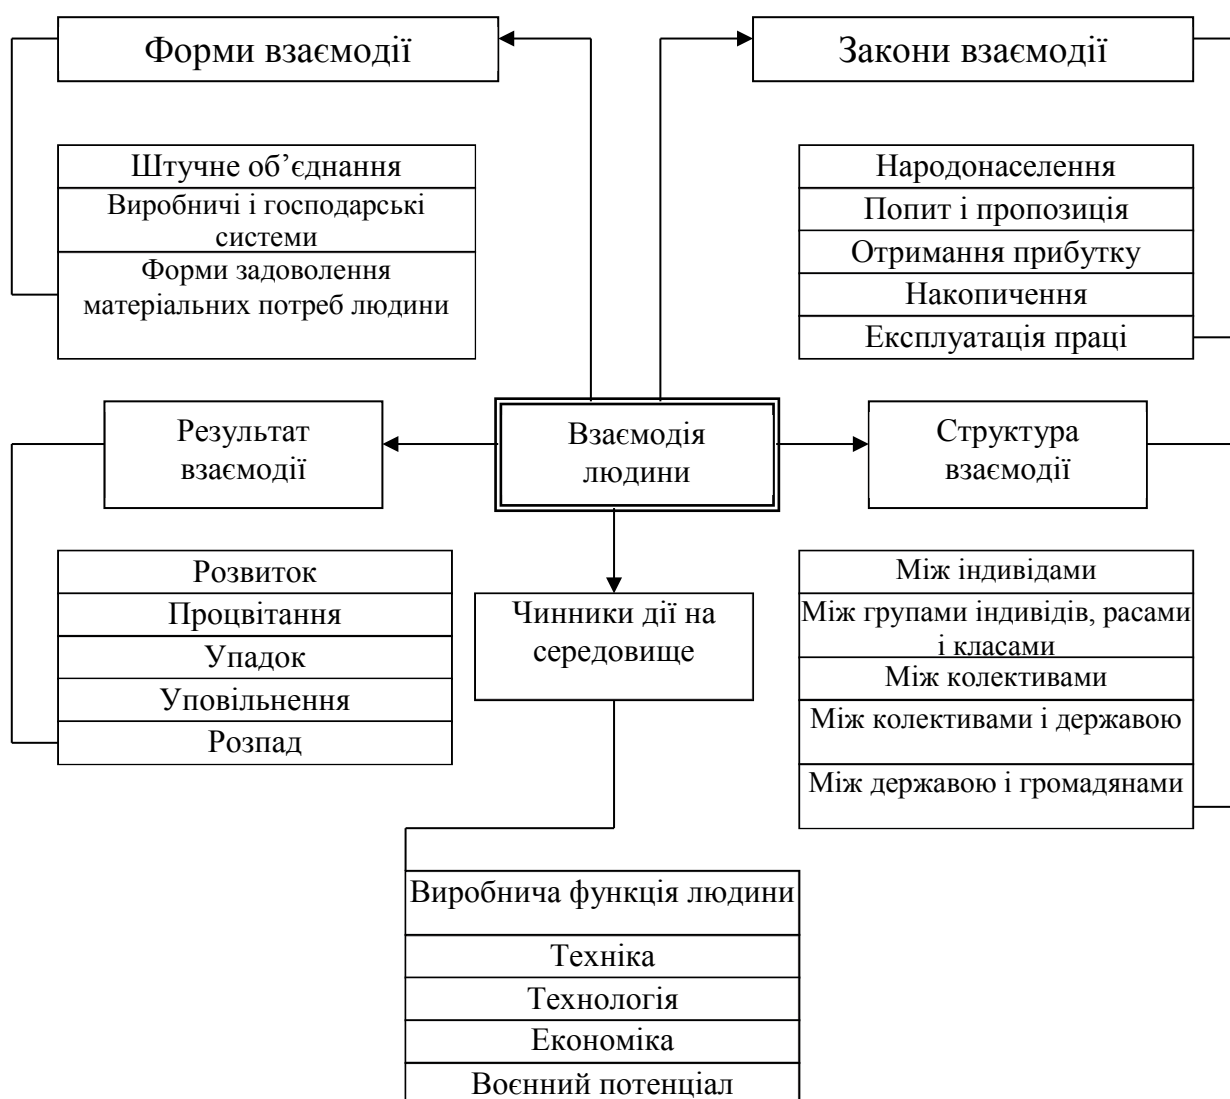 Форми взаємодії
Закони взаємодії
Штучне об’єднання
Виробничі і господарські
системи
Форми задоволення
матеріальних потреб людини
Народонаселення
Попит і пропозиція
Отримання прибутку
Накопичення
Експлуатація праці
Результат
взаємодії
Взаємодія
людини
Структура
взаємодії
Розвиток
Процвітання
Упадок
Уповільнення
Розпад
Чинники дії на
середовище
Між індивідами
Між групами індивідів, расами
і класами
Між колективами
Між колективами і державою
Між державою і громадянами
Виробнича функція людини
Техніка
Технологія
Економіка
Воєнний потенціал